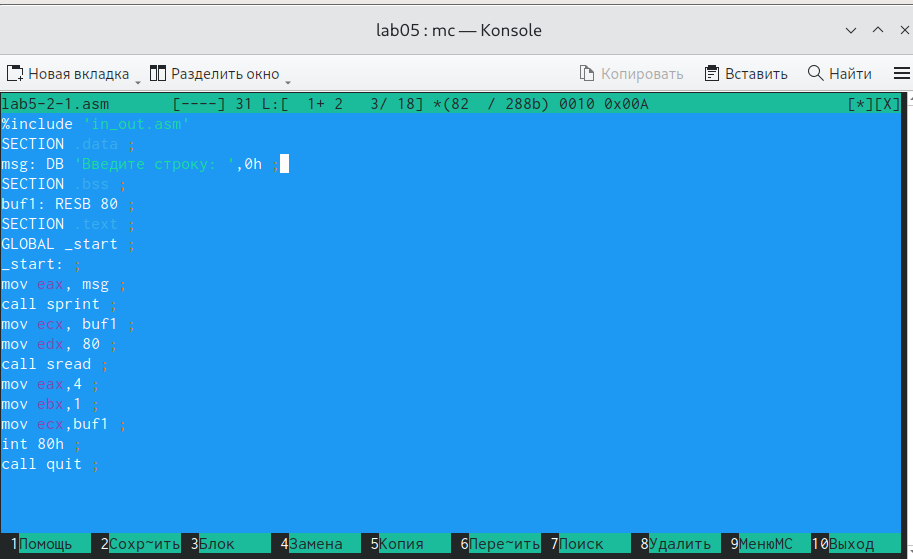 lab05 : mc — Konsole
Новая вкладка Разделить окно Копировать Вставить Найти
lab5-2-1.asm [----] 31 L:[ 1+ 2 3/ 18] *(82 / 288b) 0010 0x00A [*][X]
%include 'in_out.asm'
SECTION .data ;
msg: DB 'Введите строку: ',0h ;
SECTION .bss ;
buf1: RESB 80 ;
SECTION .text ;
GLOBAL _start ;
_start: ;
mov eax, msg ;
call sprint ;
mov ecx, buf1 ;
mov edx, 80 ;
call sread ;
mov eax,4 ;
mov ebx,1 ;
mov ecx,buf1 ;
int 80h ;
call quit ;
1Помощь 2Сохр~ить 3Блок 4Замена 5Копия 6Пере~ить 7Поиск 8Удалить 9МенюМС 10Выход